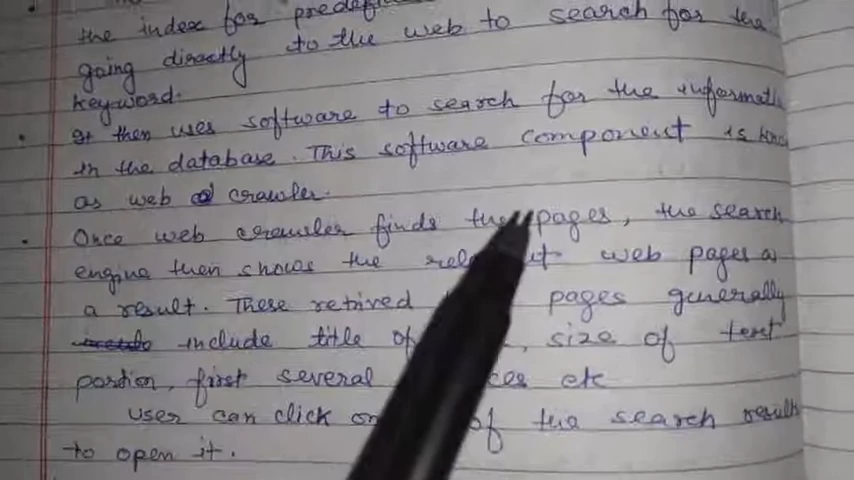 the index for
going directly to the web to search for the
keyword.
It then uses software to search for the informati
in the database. This software component is know
as web crawler.
Once web crawler finds the pages, the search
engine then shows the web pages as
a result. These retrived pages generally
include title of , size of text
portion, first several etc
user can click on of the search results
to open it.